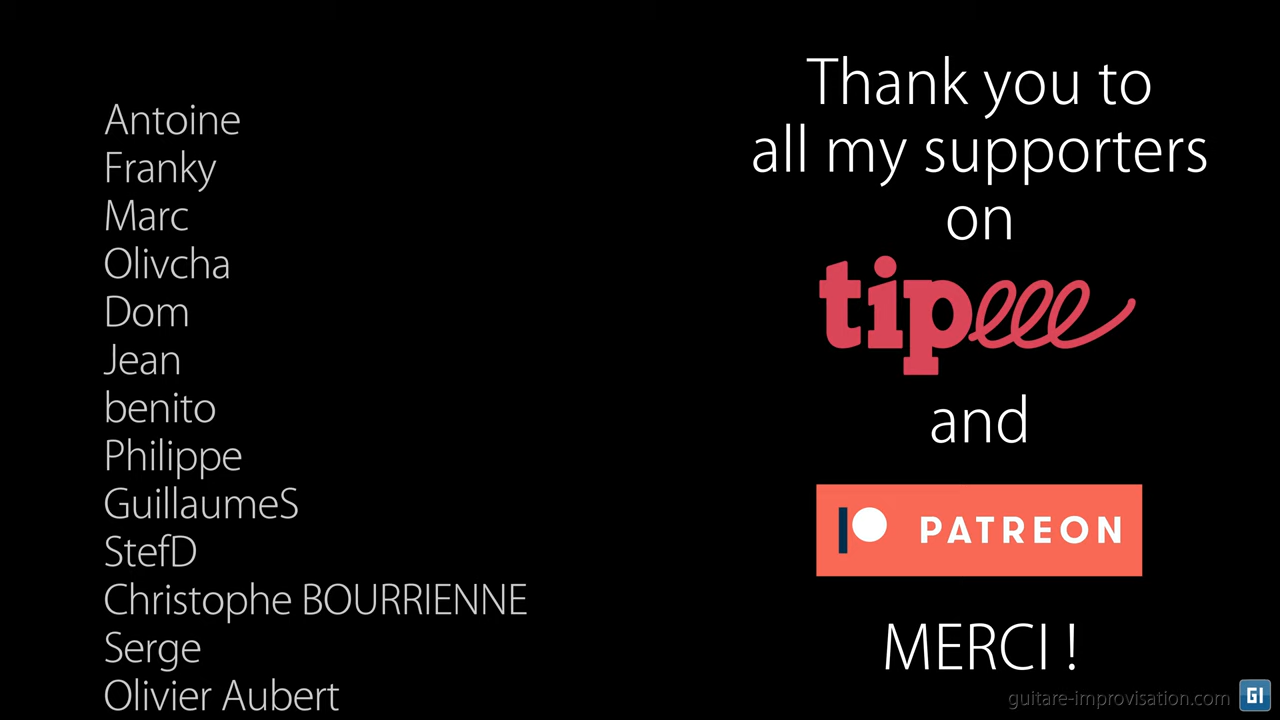 Antoine
Franky
Marc
Olivcha
Dom
Jean
benito
Philippe
GuillaumeS
StefD
Christophe BOURRIENNE
Serge
Olivier Aubert
Thank you to
all my supporters
on
tipeee
and
PATREON
MERCI !
guitare-improvisation.com
GI